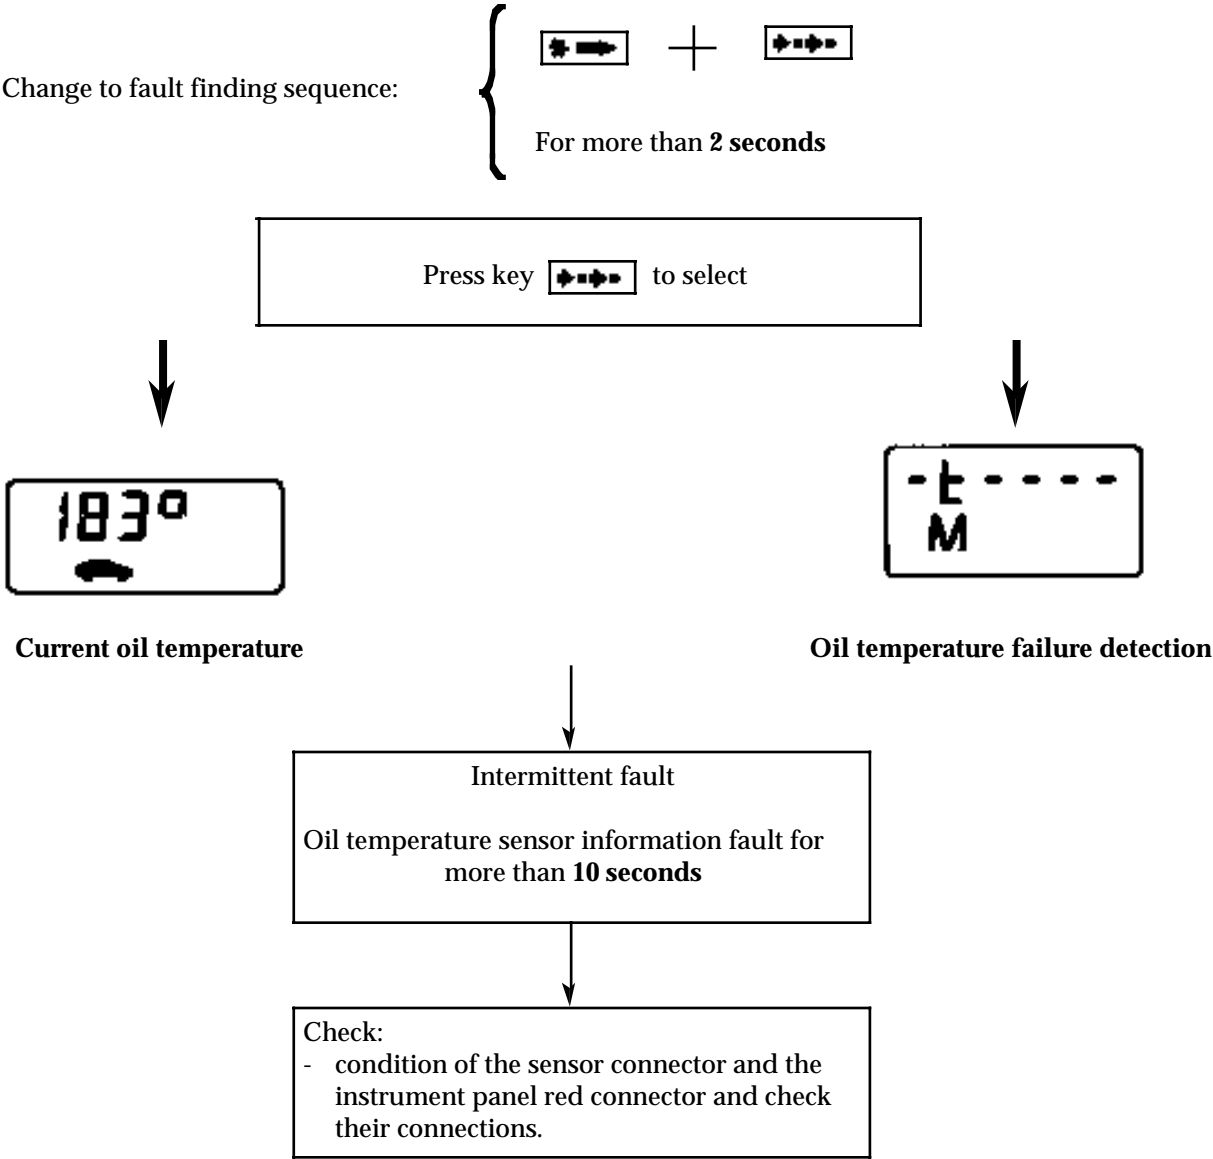 Change to fault finding sequence:
+
For more than 2 seconds
Press key to select
183°
- t - - - -
M
Current oil temperature
Oil temperature failure detection
Intermittent fault
Oil temperature sensor information fault for
more than 10 seconds
Check:
- condition of the sensor connector and the
instrument panel red connector and check
their connections.